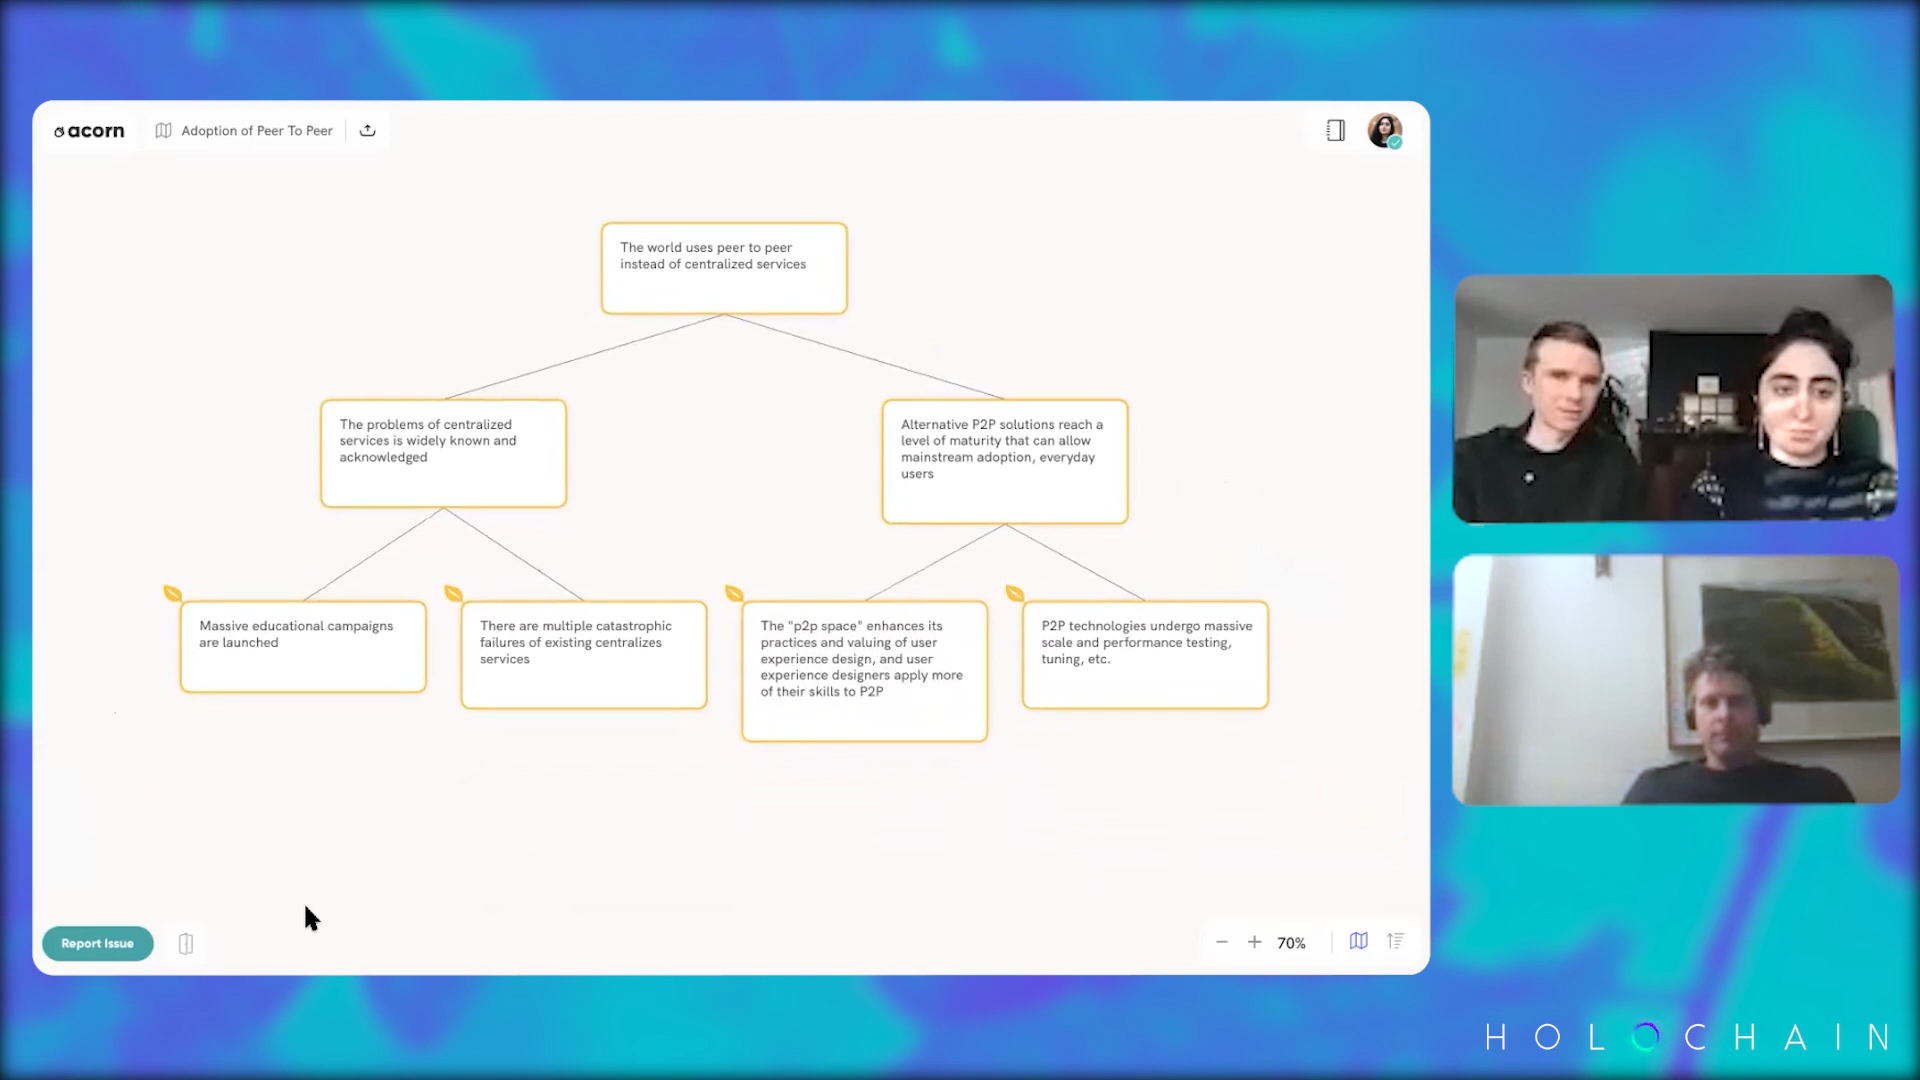 acorn
Adoption of Peer To Peer
The world uses peer to peer
instead of centralized services
The problems of centralized
services is widely known and
acknowledged
Alternative P2P solutions reach a
level of maturity that can allow
mainstream adoption, everyday
users
Massive educational campaigns
are launched
There are multiple catastrophic
failures of existing centralizes
services
The "p2p space" enhances its
practices and valuing of user
experience design, and user
experience designers apply more
of their skills to P2P
P2P technologies undergo massive
scale and performance testing,
tuning, etc.
Report Issue
70%
HOLOCHAIN